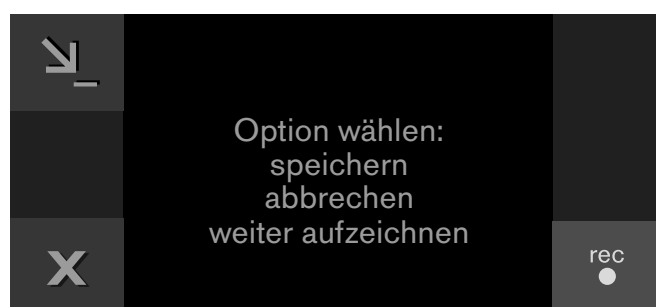 Option wählen:
speichern
abbrechen
weiter aufzeichnen
rec